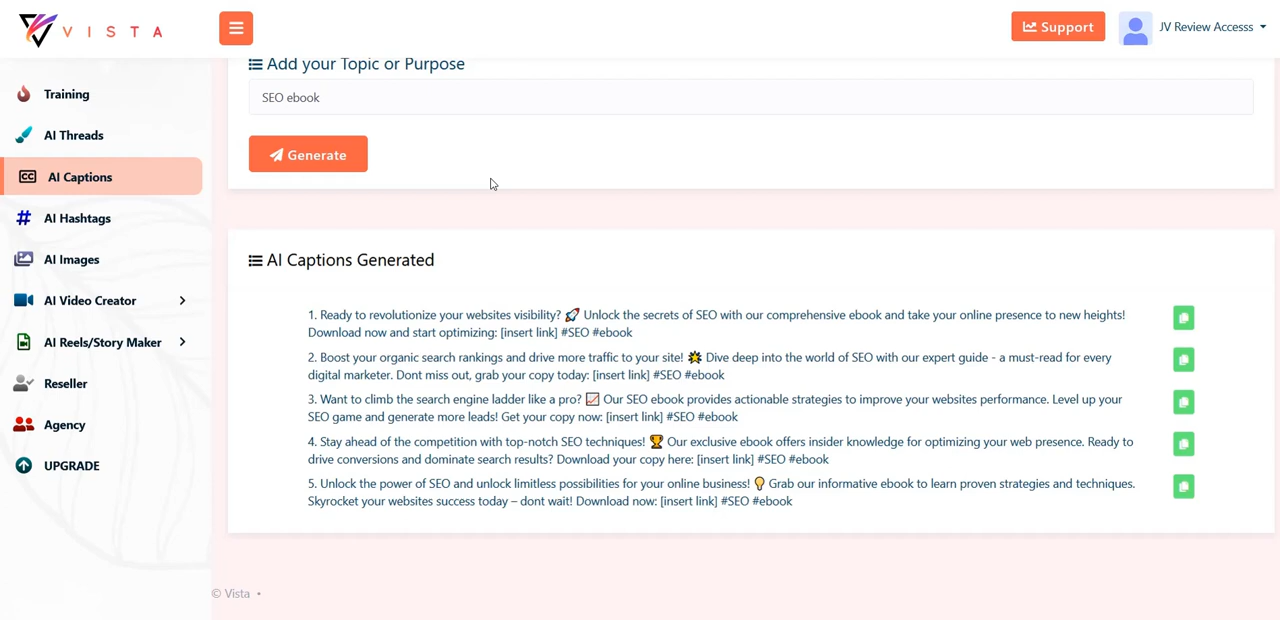 VISTA
Support
JV Review Accesss
Training
AI Threads
AI Captions
AI Hashtags
AI Images
AI Video Creator
AI Reels/Story Maker
Reseller
Agency
UPGRADE
Add your Topic or Purpose
SEO ebook
Generate
AI Captions Generated
1. Ready to revolutionize your websites visibility? 🚀 Unlock the secrets of SEO with our comprehensive ebook and take your online presence to new heights!
Download now and start optimizing: [insert link] #SEO #ebook
2. Boost your organic search rankings and drive more traffic to your site! 🌟 Dive deep into the world of SEO with our expert guide - a must-read for every
digital marketer. Dont miss out, grab your copy today: [insert link] #SEO #ebook
3. Want to climb the search engine ladder like a pro? 📈 Our SEO ebook provides actionable strategies to improve your websites performance. Level up your
SEO game and generate more leads! Get your copy now: [insert link] #SEO #ebook
4. Stay ahead of the competition with top-notch SEO techniques! 🏆 Our exclusive ebook offers insider knowledge for optimizing your web presence. Ready to
drive conversions and dominate search results? Download your copy here: [insert link] #SEO #ebook
5. Unlock the power of SEO and unlock limitless possibilities for your online business! 💡 Grab our informative ebook to learn proven strategies and techniques.
Skyrocket your websites success today – dont wait! Download now: [insert link] #SEO #ebook
© Vista •